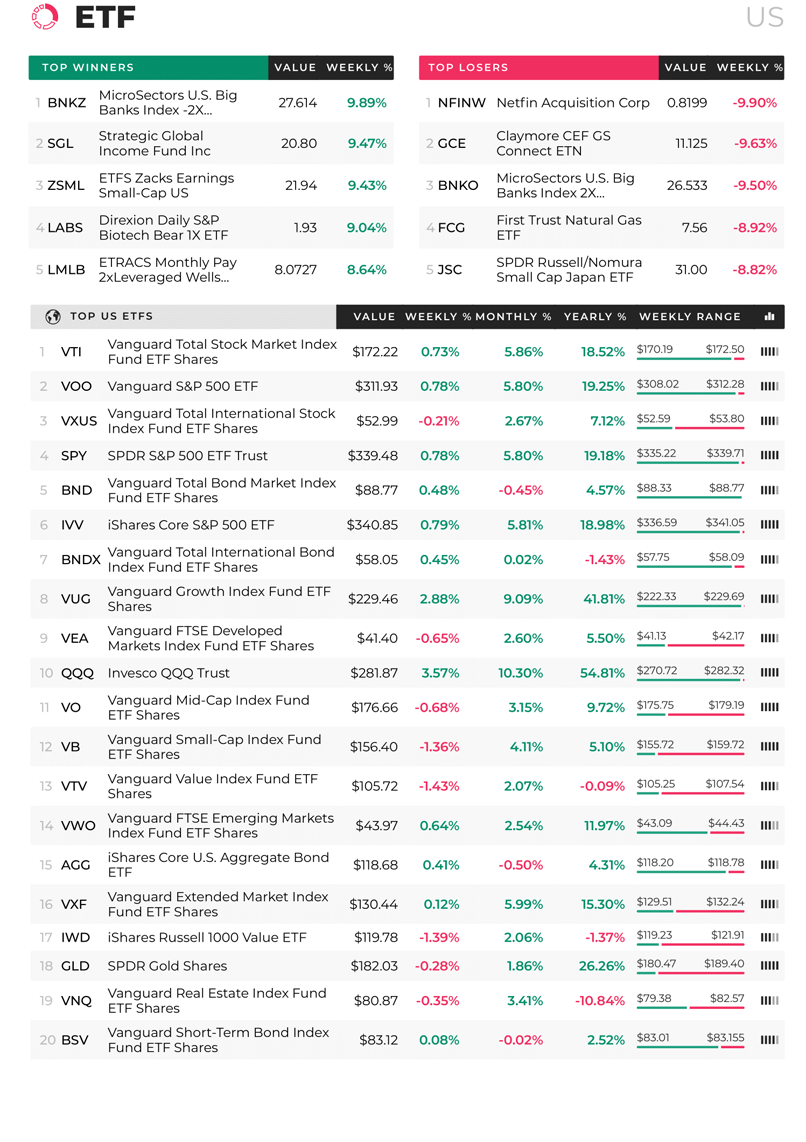 ETF
US
TOP WINNERS VALUE WEEKLY %
1 BNKZ MicroSectors U.S. Big Banks Index -2X... 27.614 9.89%
2 SGL Strategic Global Income Fund Inc 20.80 9.47%
3 ZSML ETFS Zacks Earnings Small-Cap US 21.94 9.43%
4 LABS Direxion Daily S&P Biotech Bear 1X ETF 1.93 9.04%
5 LMLB ETRACS Monthly Pay 2xLeveraged Wells... 8.0727 8.64%
TOP LOSERS VALUE WEEKLY %
1 NFINW Netfin Acquisition Corp 0.8199 -9.90%
2 GCE Claymore CEF GS Connect ETN 11.125 -9.63%
3 BNKO MicroSectors U.S. Big Banks Index 2X... 26.533 -9.50%
4 FCG First Trust Natural Gas ETF 7.56 -8.92%
5 JSC SPDR Russell/Nomura Small Cap Japan ETF 31.00 -8.82%
TOP US ETFS VALUE WEEKLY % MONTHLY % YEARLY % WEEKLY RANGE
1 VTI Vanguard Total Stock Market Index Fund ETF Shares $172.22 0.73% 5.86% 18.52% $170.19 $172.50
2 VOO Vanguard S&P 500 ETF $311.93 0.78% 5.80% 19.25% $308.02 $312.28
3 VXUS Vanguard Total International Stock Index Fund ETF Shares $52.99 -0.21% 2.67% 7.12% $52.59 $53.80
4 SPY SPDR S&P 500 ETF Trust $339.48 0.78% 5.80% 19.18% $335.22 $339.71
5 BND Vanguard Total Bond Market Index Fund ETF Shares $88.77 0.48% -0.45% 4.57% $88.33 $88.77
6 IVV iShares Core S&P 500 ETF $340.85 0.79% 5.81% 18.98% $336.59 $341.05
7 BNDX Vanguard Total International Bond Index Fund ETF Shares $58.05 0.45% 0.02% -1.43% $57.75 $58.09
8 VUG Vanguard Growth Index Fund ETF Shares $229.46 2.88% 9.09% 41.81% $222.33 $229.69
9 VEA Vanguard FTSE Developed Markets Index Fund ETF Shares $41.40 -0.65% 2.60% 5.50% $41.13 $42.17
10 QQQ Invesco QQQ Trust $281.87 3.57% 10.30% 54.81% $270.72 $282.32
11 VO Vanguard Mid-Cap Index Fund ETF Shares $176.66 -0.68% 3.15% 9.72% $175.75 $179.19
12 VB Vanguard Small-Cap Index Fund ETF Shares $156.40 -1.36% 4.11% 5.10% $155.72 $159.72
13 VTV Vanguard Value Index Fund ETF Shares $105.72 -1.43% 2.07% -0.09% $105.25 $107.54
14 VWO Vanguard FTSE Emerging Markets Index Fund ETF Shares $43.97 0.64% 2.54% 11.97% $43.09 $44.43
15 AGG iShares Core U.S. Aggregate Bond ETF $118.68 0.41% -0.50% 4.31% $118.20 $118.78
16 VXF Vanguard Extended Market Index Fund ETF Shares $130.44 0.12% 5.99% 15.30% $129.51 $132.24
17 IWD iShares Russell 1000 Value ETF $119.78 -1.39% 2.06% -1.37% $119.23 $121.91
18 GLD SPDR Gold Shares $182.03 -0.28% 1.86% 26.26% $180.47 $189.40
19 VNQ Vanguard Real Estate Index Fund ETF Shares $80.87 -0.35% 3.41% -10.84% $79.38 $82.57
20 BSV Vanguard Short-Term Bond Index Fund ETF Shares $83.12 0.08% -0.02% 2.52% $83.01 $83.155